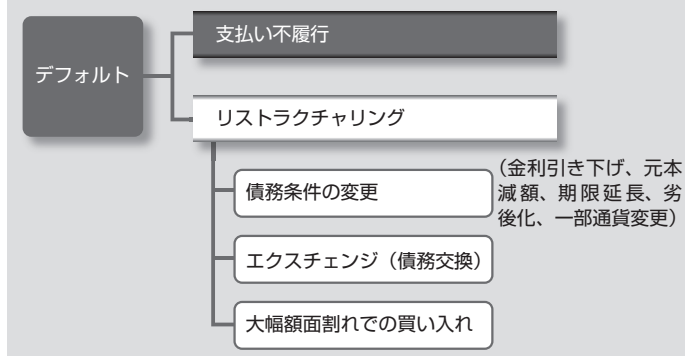 支払い不履行
デフォルト
リストラクチャリング
債務条件の変更
(金利引き下げ、元本
減額、期限延長、劣
後化、一部通貨変更)
エクスチェンジ(債務交換)
大幅額面割れでの買い入れ